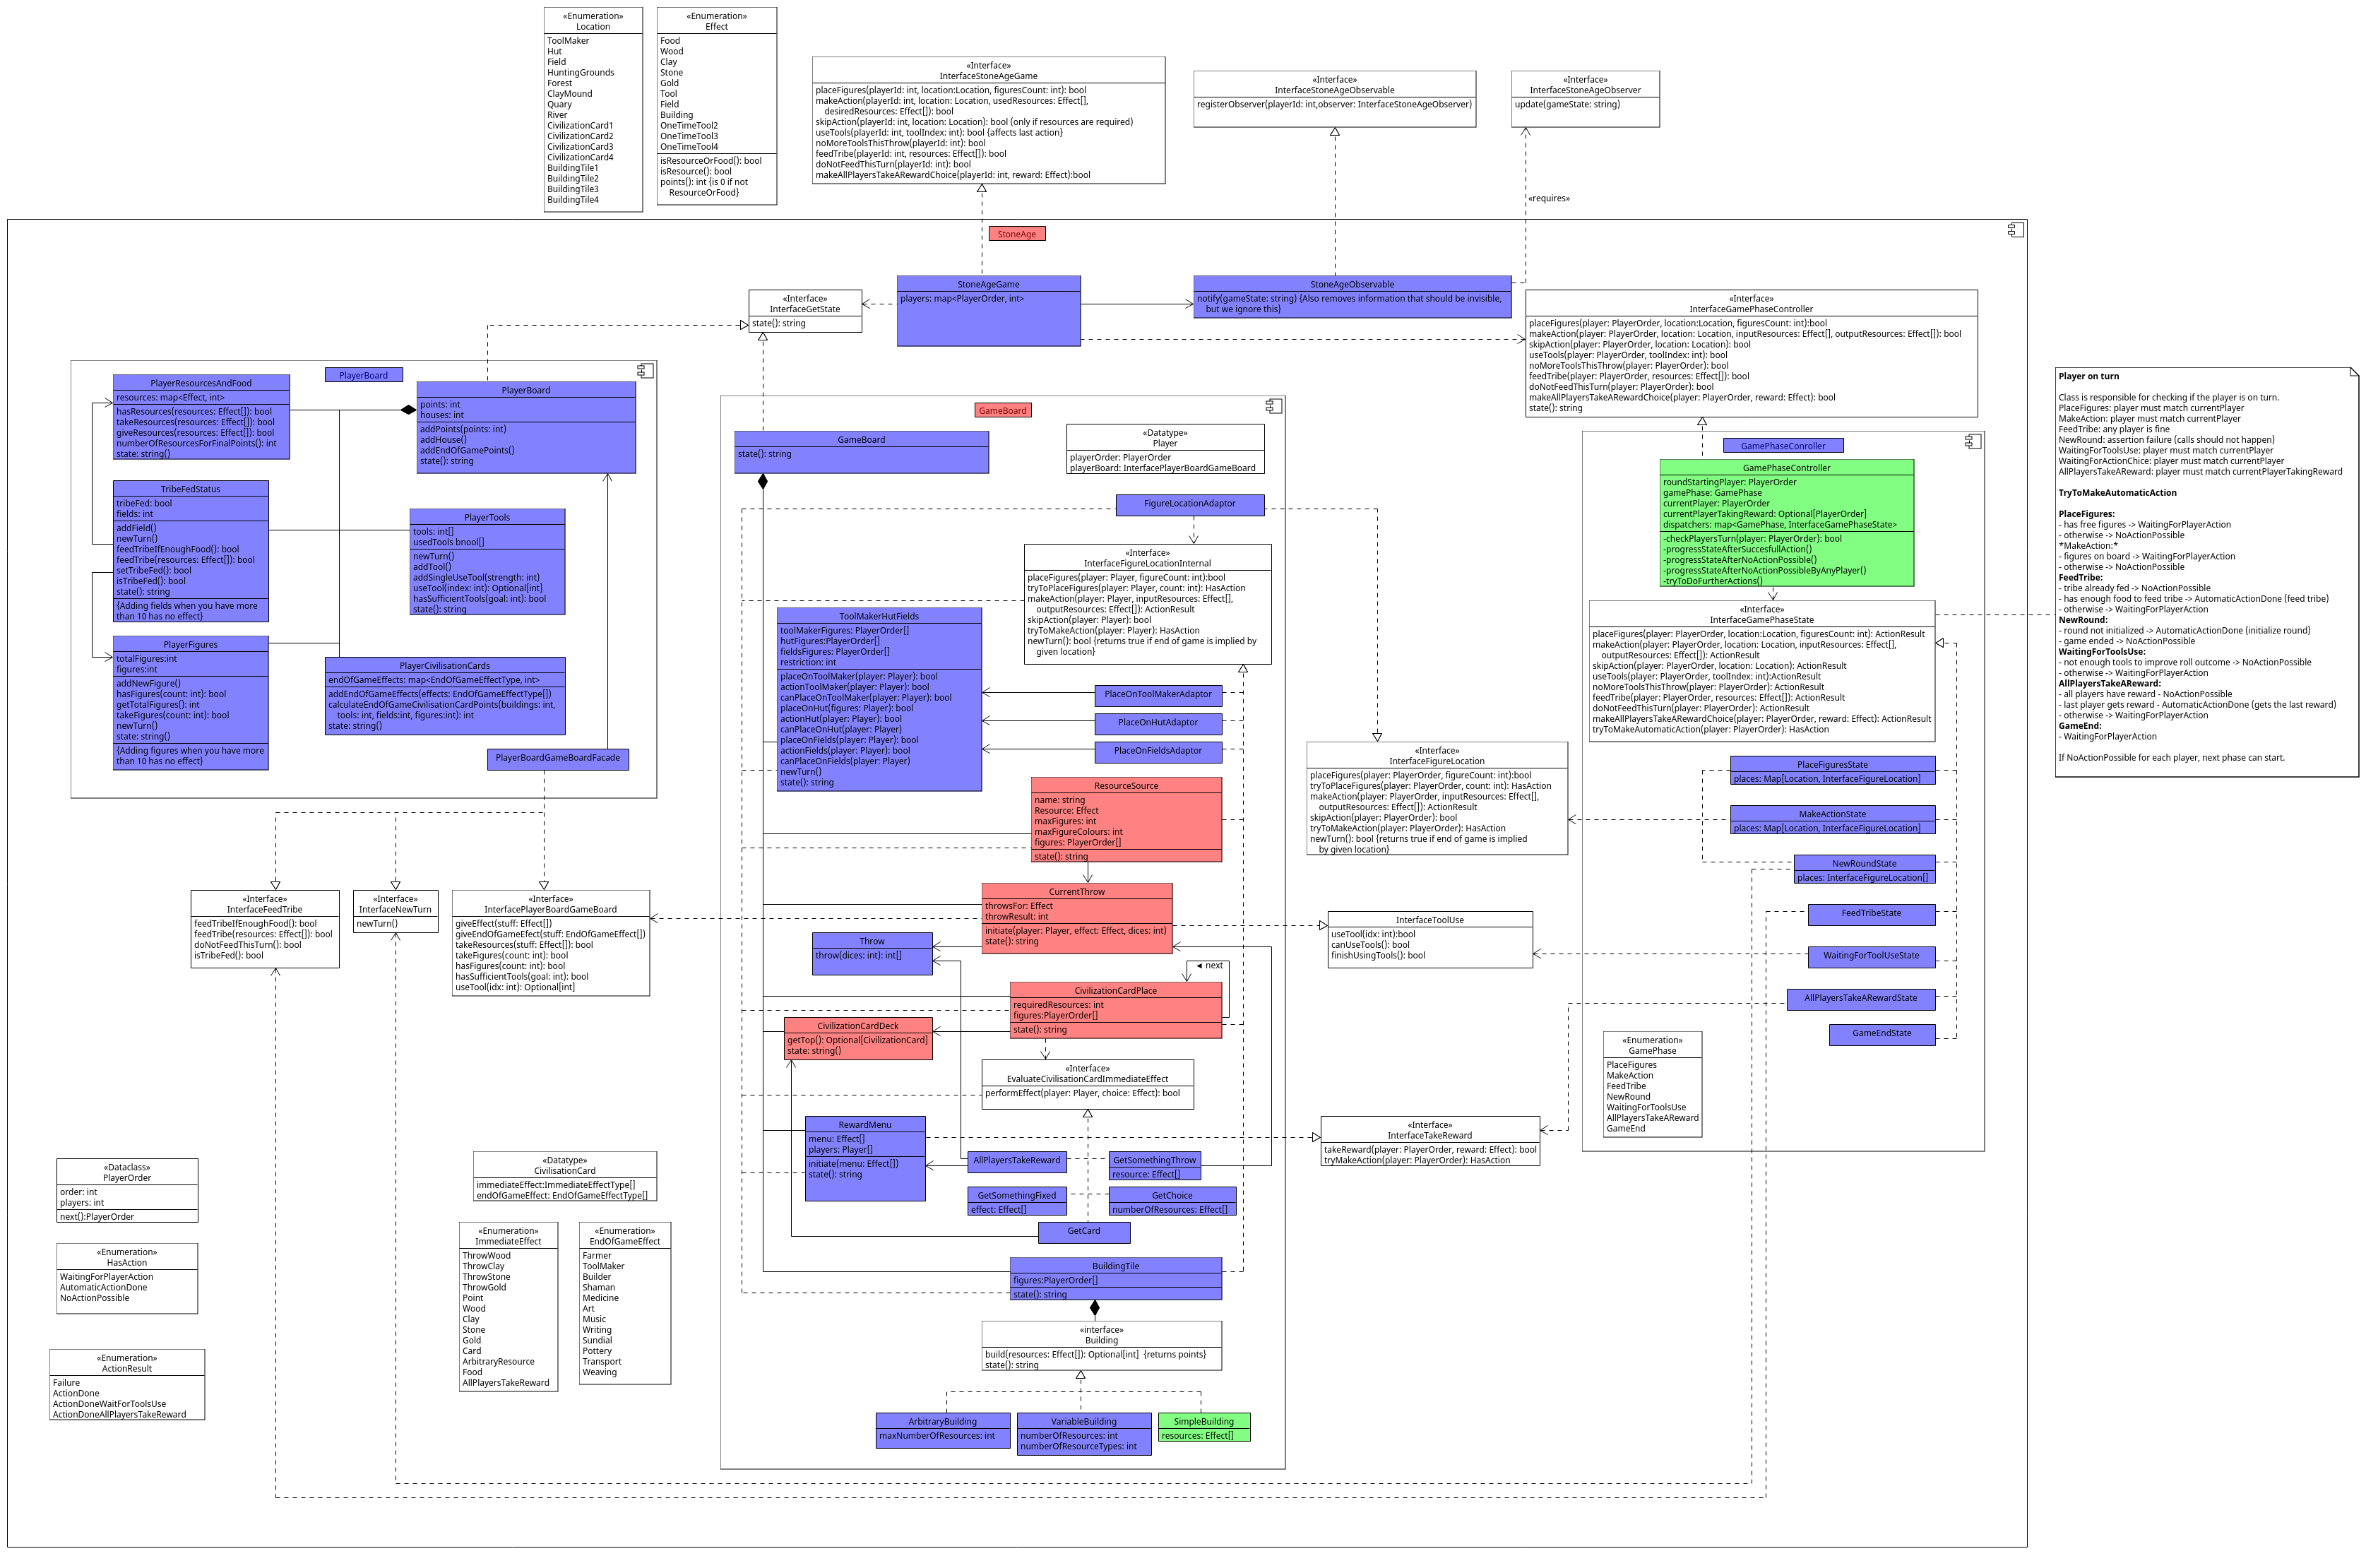 «Enumeration»
Location
ToolMaker
Hut
Field
HuntingGrounds
Forest
ClayMound
Quary
River
CivilizationCard1
CivilizationCard2
CivilizationCard3
CivilizationCard4
BuildingTile1
BuildingTile2
BuildingTile3
BuildingTile4
«Enumeration»
Effect
Food
Wood
Clay
Stone
Gold
Tool
Field
Building
OneTimeTool2
OneTimeTool3
OneTimeTool4
isResourceOrFood(): bool
isResource(): bool
points(): int {is 0 if not
ResourceOrFood}
«Interface»
InterfaceStoneAgeGame
placeFigures(playerId: int, location:Location, figuresCount: int): bool
makeAction(playerId: int, location: Location, usedResources: Effect[],
desiredResources: Effect[]): bool
skipAction(playerId: int, location: Location): bool (only if resources are required)
useTools(playerId: int, toolIndex: int): bool {affects last action}
noMoreToolsThisThrow(playerId: int): bool
feedTribe(playerId: int, resources: Effect[]): bool
doNotFeedThisTurn(playerId: int): bool
makeAllPlayersTakeARewardChoice(playerId: int, reward: Effect):bool
«Interface»
InterfaceStoneAgeObservable
registerObserver(playerId: int,observer: InterfaceStoneAgeObserver)
«Interface»
InterfaceStoneAgeObserver
update(gameState: string)
«requires»
StoneAge
«Interface»
InterfaceGetState
state(): string
StoneAgeGame
players: map<PlayerOrder, int>
StoneAgeObservable
notify(gameState: string) {Also removes information that should be invisible,
but we ignore this}
«Interface»
InterfaceGamePhaseController
placeFigures(player: PlayerOrder, location:Location, figuresCount: int):bool
makeAction(player: PlayerOrder, location: Location, inputResources: Effect[], outputResources: Effect[]): bool
skipAction(player: PlayerOrder, location: Location): bool
useTools(player: PlayerOrder, toolIndex: int): bool
noMoreToolsThisThrow(player: PlayerOrder): bool
feedTribe(player: PlayerOrder, resources: Effect[]): bool
doNotFeedThisTurn(player: PlayerOrder): bool
makeAllPlayersTakeARewardChoice(player: PlayerOrder, reward: Effect): bool
state(): string
PlayerBoard
PlayerResourcesAndFood
resources: map<Effect, int>
hasResources(resources: Effect[]): bool
takeResources(resources: Effect[]): bool
giveResources(resources: Effect[]): bool
numberOfResourcesForFinalPoints(): int
state: string()
PlayerBoard
points: int
houses: int
addPoints(points: int)
addHouse()
addEndOfGamePoints()
state(): string
TribeFedStatus
tribeFed: bool
fields: int
addField()
newTurn()
feedTribeIfEnoughFood(): bool
feedTribe(resources: Effect[]): bool
setTribeFed(): bool
isTribeFed(): bool
state(): string
{Adding fields when you have more
than 10 has no effect}
PlayerTools
tools: int[]
usedTools bnool[]
newTurn()
addTool()
addSingleUseTool(strength: int)
useTool(index: int): Optional[int]
hasSufficientTools(goal: int): bool
state(): string
PlayerFigures
totalFigures:int
figures:int
addNewFigure()
hasFigures(count: int): bool
getTotalFigures(): int
takeFigures(count: int): bool
newTurn()
state: string()
{Adding figures when you have more
than 10 has no effect}
PlayerCivilisationCards
endOfGameEffects: map<EndOfGameEffectType, int>
addEndOfGameEffects(effects: EndOfGameEffectType[])
calculateEndOfGameCivilisationCardPoints(buildings: int,
tools: int, fields:int, figures:int): int
state: string()
PlayerBoardGameBoardFacade
GameBoard
GameBoard
state(): string
«Datatype»
Player
playerOrder: PlayerOrder
playerBoard: InterfacePlayerBoardGameBoard
FigureLocationAdaptor
«Interface»
InterfaceFigureLocationInternal
placeFigures(player: Player, figureCount: int):bool
tryToPlaceFigures(player: Player, count: int): HasAction
makeAction(player: Player, inputResources: Effect[],
outputResources: Effect[]): ActionResult
skipAction(player: Player): bool
tryToMakeAction(player: Player): HasAction
newTurn(): bool {returns true if end of game is implied by
given location}
ToolMakerHutFields
toolMakerFigures: PlayerOrder[]
hutFigures:PlayerOrder[]
fieldsFigures: PlayerOrder[]
restriction: int
placeOnToolMaker(player: Player): bool
actionToolMaker(player: Player): bool
canPlaceOnToolMaker(player: Player): bool
placeOnHut(figures: Player): bool
actionHut(player: Player): bool
canPlaceOnHut(player: Player)
placeOnFields(player: Player): bool
actionFields(player: Player): bool
canPlaceOnFields(player: Player)
newTurn()
state(): string
PlaceOnToolMakerAdaptor
PlaceOnHutAdaptor
PlaceOnFieldsAdaptor
ResourceSource
name: string
Resource: Effect
maxFigures: int
maxFigureColours: int
figures: PlayerOrder[]
state(): string
CurrentThrow
throwsFor: Effect
throwResult: int
initiate(player: Player, effect: Effect, dices: int)
state(): string
Throw
throw(dices: int): int[]
◄ next
CivilizationCardPlace
requiredResources: int
figures:PlayerOrder[]
state(): string
CivilizationCardDeck
getTop(): Optional[CivilizationCard]
state: string()
«Interface»
EvaluateCivilisationCardImmediateEffect
performEffect(player: Player, choice: Effect): bool
RewardMenu
menu: Effect[]
players: Player[]
initiate(menu: Effect[])
state(): string
AllPlayersTakeReward
GetSomethingThrow
resource: Effect[]
GetSomethingFixed
effect: Effect[]
GetChoice
numberOfResources: Effect[]
GetCard
BuildingTile
figures:PlayerOrder[]
state(): string
«interface»
Building
build(resources: Effect[]): Optional[int]  {returns points}
state(): string
ArbitraryBuilding
maxNumberOfResources: int
VariableBuilding
numberOfResources: int
numberOfResourceTypes: int
SimpleBuilding
resources: Effect[]
«Interface»
InterfaceFigureLocation
placeFigures(player: PlayerOrder, figureCount: int):bool
tryToPlaceFigures(player: PlayerOrder, count: int): HasAction
makeAction(player: PlayerOrder, inputResources: Effect[],
outputResources: Effect[]): ActionResult
skipAction(player: PlayerOrder): bool
tryToMakeAction(player: PlayerOrder): HasAction
newTurn(): bool {returns true if end of game is implied
by given location}
InterfaceToolUse
useTool(idx: int):bool
canUseTools(): bool
finishUsingTools(): bool
«Interface»
InterfaceTakeReward
takeReward(player: PlayerOrder, reward: Effect): bool
tryMakeAction(player: PlayerOrder): HasAction
GamePhaseConroller
GamePhaseController
roundStartingPlayer: PlayerOrder
gamePhase: GamePhase
currentPlayer: PlayerOrder
currentPlayerTakingReward: Optional[PlayerOrder]
dispatchers: map<GamePhase, InterfaceGamePhaseState>
-checkPlayersTurn(player: PlayerOrder): bool
-progressStateAfterSuccesfullAction()
-progressStateAfterNoActionPossible()
-progressStateAfterNoActionPossibleByAnyPlayer()
-tryToDoFurtherActions()
«Interface»
InterfaceGamePhaseState
placeFigures(player: PlayerOrder, location:Location, figuresCount: int): ActionResult
makeAction(player: PlayerOrder, location: Location, inputResources: Effect[],
outputResources: Effect[]): ActionResult
skipAction(player: PlayerOrder, location: Location): ActionResult
useTools(player: PlayerOrder, toolIndex: int):ActionResult
noMoreToolsThisThrow(player: PlayerOrder): ActionResult
feedTribe(player: PlayerOrder, resources: Effect[]): ActionResult
doNotFeedThisTurn(player: PlayerOrder): ActionResult
makeAllPlayersTakeARewardChoice(player: PlayerOrder, reward: Effect): ActionResult
tryToMakeAutomaticAction(player: PlayerOrder): HasAction
PlaceFiguresState
places: Map[Location, InterfaceFigureLocation]
MakeActionState
places: Map[Location, InterfaceFigureLocation]
NewRoundState
places: InterfaceFigureLocation[]
FeedTribeState
WaitingForToolUseState
AllPlayersTakeARewardState
GameEndState
«Enumeration»
GamePhase
PlaceFigures
MakeAction
FeedTribe
NewRound
WaitingForToolsUse
AllPlayersTakeAReward
GameEnd
Player on turn
Class is responsible for checking if the player is on turn.
PlaceFigures: player must match currentPlayer
MakeAction: player must match currentPlayer
FeedTribe: any player is fine
NewRound: assertion failure (calls should not happen)
WaitingForToolsUse: player must match currentPlayer
WaitingForActionChice: player must match currentPlayer
AllPlayersTakeAReward: player must match currentPlayerTakingReward
TryToMakeAutomaticAction
PlaceFigures:
- has free figures -> WaitingForPlayerAction
- otherwise -> NoActionPossible
*MakeAction:*
- figures on board -> WaitingForPlayerAction
- otherwise -> NoActionPossible
FeedTribe:
- tribe already fed -> NoActionPossible
- has enough food to feed tribe -> AutomaticActionDone (feed tribe)
- otherwise -> WaitingForPlayerAction
NewRound:
- round not initialized -> AutomaticActionDone (initialize round)
- game ended -> NoActionPossible
WaitingForToolsUse:
- not enough tools to improve roll outcome -> NoActionPossible
- otherwise -> WaitingForPlayerAction
AllPlayersTakeAReward:
- all players have reward - NoActionPossible
- last player gets reward - AutomaticActionDone (gets the last reward)
- otherwise -> WaitingForPlayerAction
GameEnd:
- WaitingForPlayerAction
If NoActionPossible for each player, next phase can start.
«Interface»
InterfaceFeedTribe
feedTribeIfEnoughFood(): bool
feedTribe(resources: Effect[]): bool
doNotFeedThisTurn(): bool
isTribeFed(): bool
«Interface»
InterfaceNewTurn
newTurn()
«Interface»
InterfacePlayerBoardGameBoard
giveEffect(stuff: Effect[])
giveEndOfGameEfect(stuff: EndOfGameEffect[])
takeResources(stuff: Effect[]): bool
takeFigures(count: int): bool
hasFigures(count: int): bool
hasSufficientTools(goal: int): bool
useTool(idx: int): Optional[int]
«Dataclass»
PlayerOrder
order: int
players: int
next():PlayerOrder
«Enumeration»
HasAction
WaitingForPlayerAction
AutomaticActionDone
NoActionPossible
«Enumeration»
ActionResult
Failure
ActionDone
ActionDoneWaitForToolsUse
ActionDoneAllPlayersTakeReward
«Datatype»
CivilisationCard
immediateEffect:ImmediateEffectType[]
endOfGameEffect: EndOfGameEffectType[]
«Enumeration»
ImmediateEffect
ThrowWood
ThrowClay
ThrowStone
ThrowGold
Point
Wood
Clay
Stone
Gold
Card
ArbitraryResource
Food
AllPlayersTakeReward
«Enumeration»
EndOfGameEffect
Farmer
ToolMaker
Builder
Shaman
Medicine
Art
Music
Writing
Sundial
Pottery
Transport
Weaving